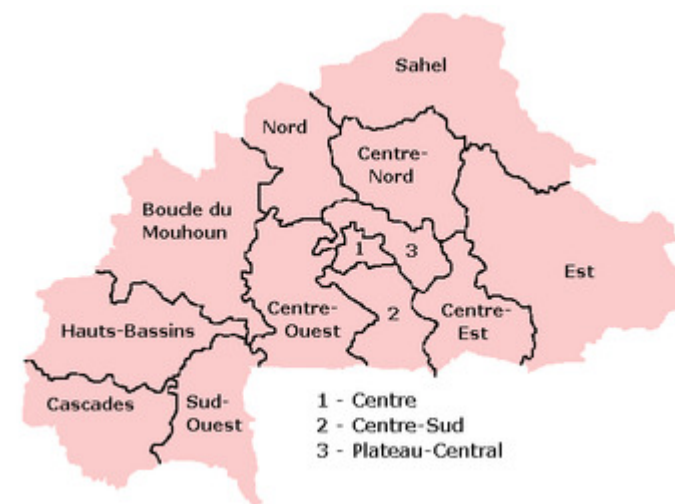 Sahel
Nord
Centre-
Nord
Boucle du
Mouhoun
1
3
Est
Centre-
Ouest
2
Centre-
Est
Hauts-Bassins
Cascades
Sud-
Ouest
1 - Centre
2 - Centre-Sud
3 - Plateau-Central